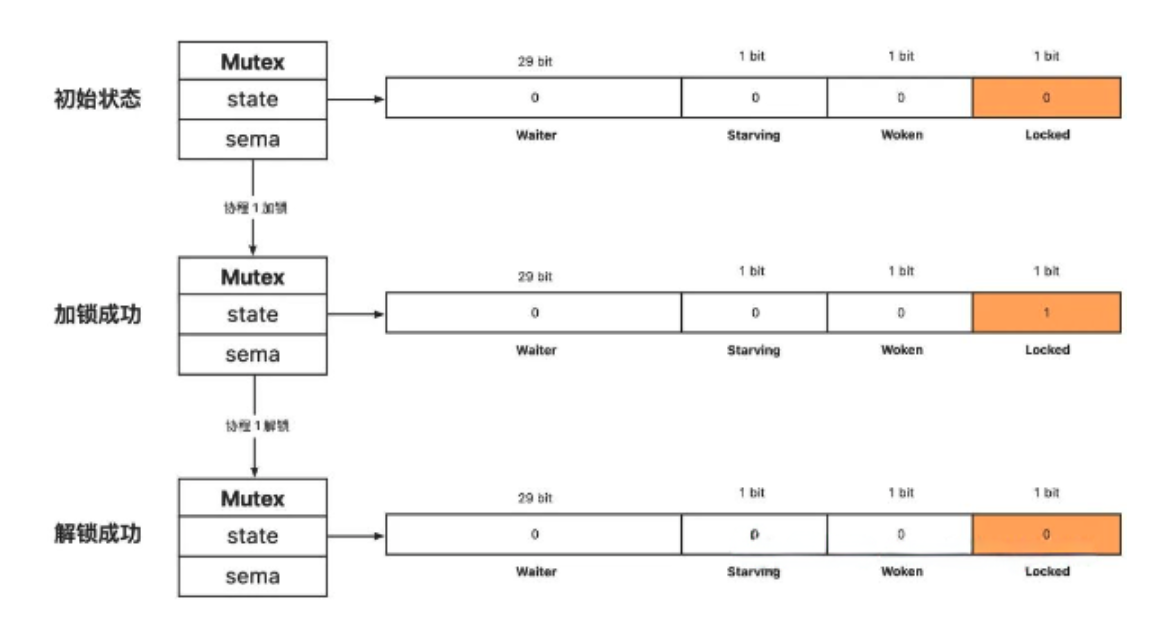 29 bit 1 bit 1 bit 1 bit
Mutex
初始状态 state 0 0 0 0
sema Waiter Starving Woken Locked
协程 1 加锁
29 bit 1 bit 1 bit 1 bit
Mutex
加锁成功 state 0 0 0 1
sema Waiter Starving Woken Locked
协程 1 解锁
29 bit 1 bit 1 bit 1 bit
Mutex
解锁成功 state 0 0 0 0
sema Waiter Starving Woken Locked